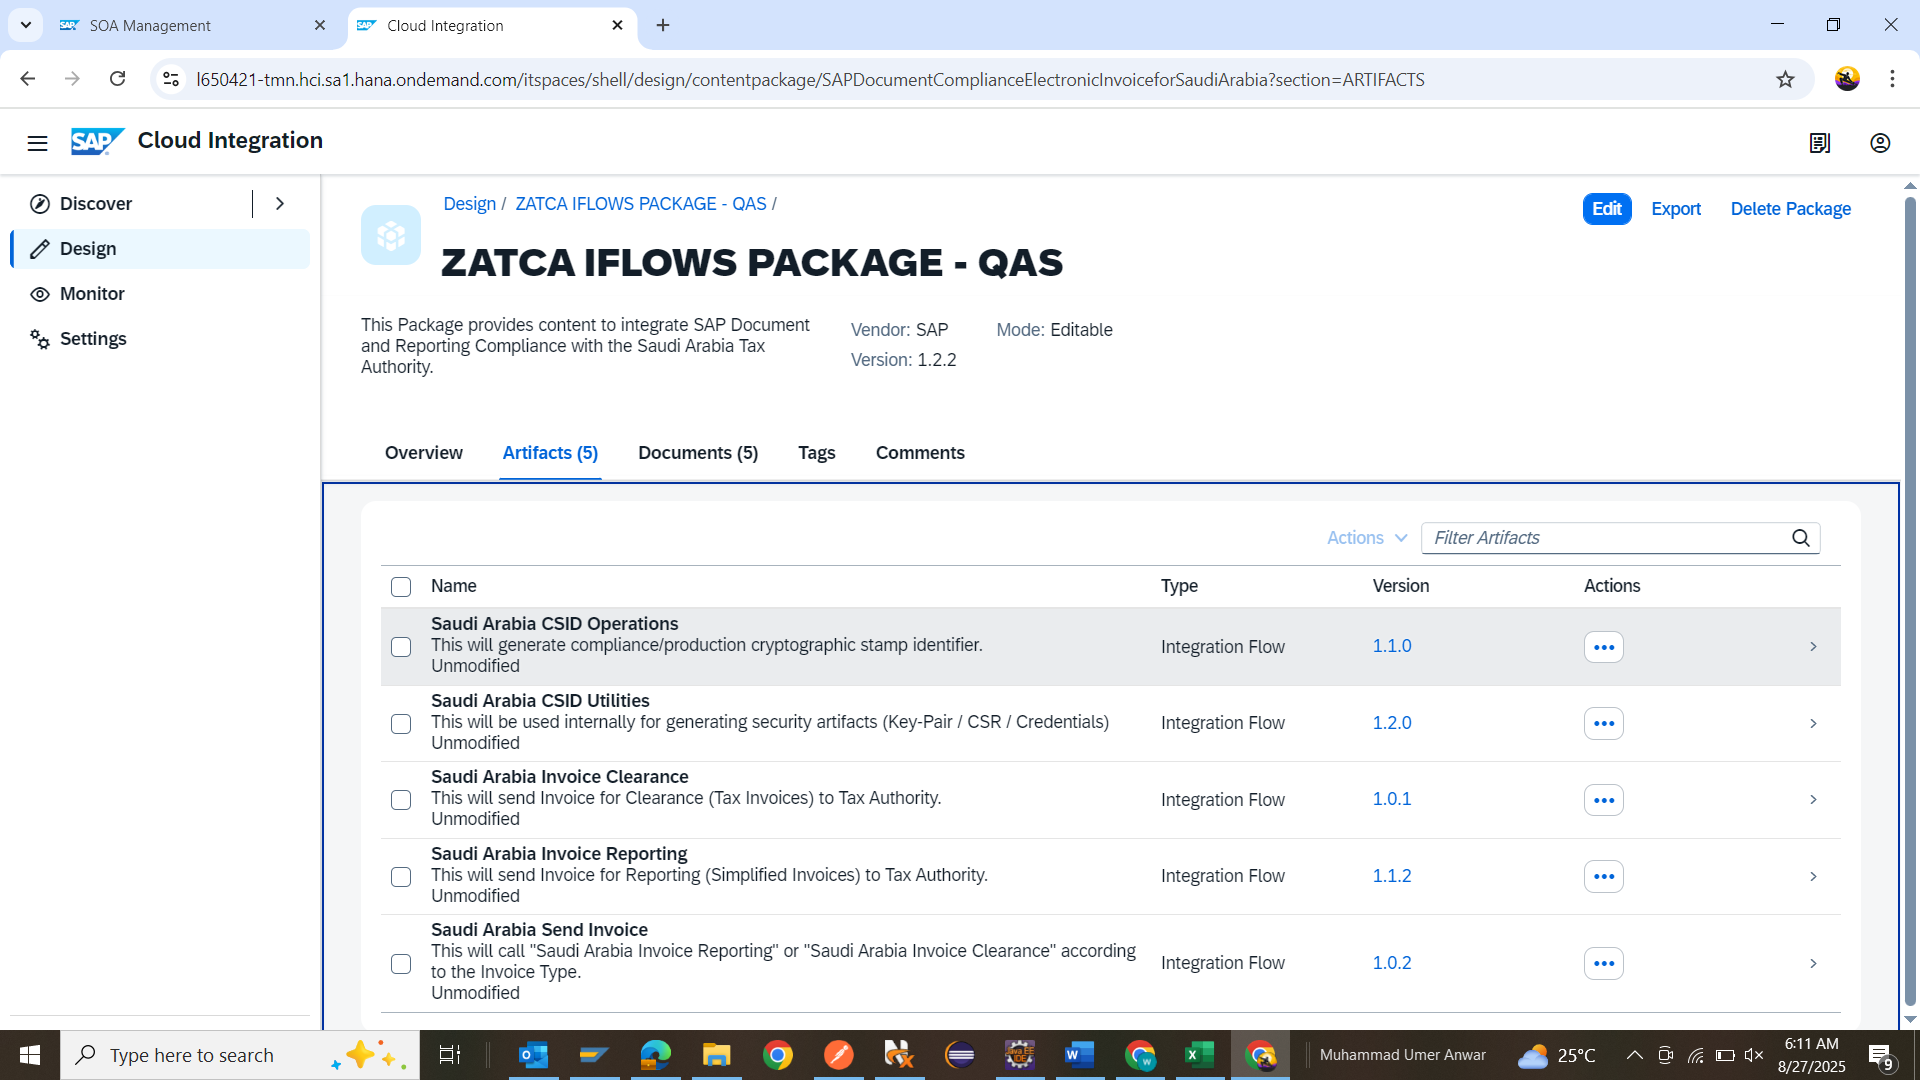 SOA Management
Cloud Integration
l650421-tmn.hci.sa1.hana.ondemand.com/itspaces/shell/design/contentpackage/SAPDocumentComplianceElectronicInvoiceforSaudiArabia?section=ARTIFACTS
SAP
Cloud Integration
Discover
Design
Monitor
Settings
Design / ZATCA IFLOWS PACKAGE - QAS /
Edit
Export
Delete Package
ZATCA IFLOWS PACKAGE - QAS
This Package provides content to integrate SAP Document
and Reporting Compliance with the Saudi Arabia Tax
Authority.
Vendor: SAP
Mode: Editable
Version: 1.2.2
Overview
Artifacts (5)
Documents (5)
Tags
Comments
Actions
Filter Artifacts
Name
Type
Version
Actions
Saudi Arabia CSID Operations
This will generate compliance/production cryptographic stamp identifier.
Unmodified
Integration Flow
1.1.0
Saudi Arabia CSID Utilities
This will be used internally for generating security artifacts (Key-Pair / CSR / Credentials)
Unmodified
Integration Flow
1.2.0
Saudi Arabia Invoice Clearance
This will send Invoice for Clearance (Tax Invoices) to Tax Authority.
Unmodified
Integration Flow
1.0.1
Saudi Arabia Invoice Reporting
This will send Invoice for Reporting (Simplified Invoices) to Tax Authority.
Unmodified
Integration Flow
1.1.2
Saudi Arabia Send Invoice
This will call "Saudi Arabia Invoice Reporting" or "Saudi Arabia Invoice Clearance" according
to the Invoice Type.
Unmodified
Integration Flow
1.0.2
Type here to search
Muhammad Umer Anwar
25°C
6:11 AM
8/27/2025
9